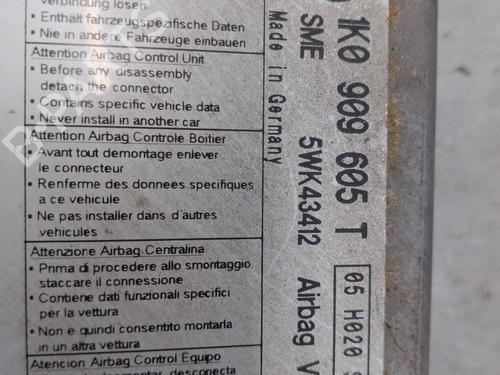 verbindung lösen
• Enthält fahrzeugspezifische Daten
• Nie in andere Fahrzeuge einbauen
Attention Airbag Control Unit
• Before any disassembly
detach the connector
• Contains specific vehicle data
• Never install in another car
Attention Airbag Controle Boitier
• Avant tout demontage enlever
le connecteur
• Renferme des donnees specifiques
a ce vehicule
• Ne pas installer dans d'autres
vehicules
Attenzione Airbag Centralina
• Prima di procedere allo smontaggio
staccare il connessione
• Contiene dati funzionali specifici
per la vettura
• Non e quindi consentito montarla
in un altra vettura
Atencion Airbag Control Equipo
desmontar, desconecta
1K0 909 605 T
SME 5WK43412 Airbag V
Made in Germany
05 H020